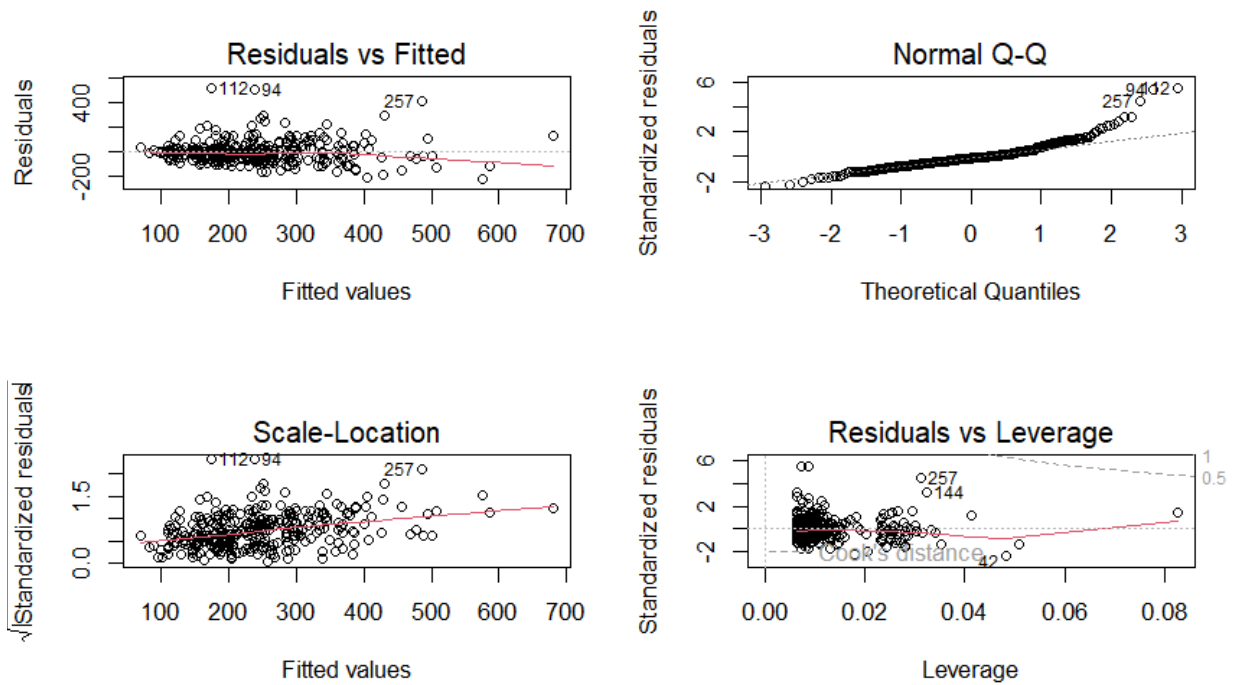 Residuals vs Fitted
Residuals
400
-200
112
94
257
100 200 300 400 500 600 700
Fitted values
Normal Q-Q
Standardized residuals
6
2
-2
94
112
257
-3 -2 -1 0 1 2 3
Theoretical Quantiles
Scale-Location
√|Standardized residuals|
1.5
0.0
112
94
257
100 200 300 400 500 600 700
Fitted values
Residuals vs Leverage
Standardized residuals
6
2
-2
257
144
42
Cook's distance
1
0.5
0.00 0.02 0.04 0.06 0.08
Leverage